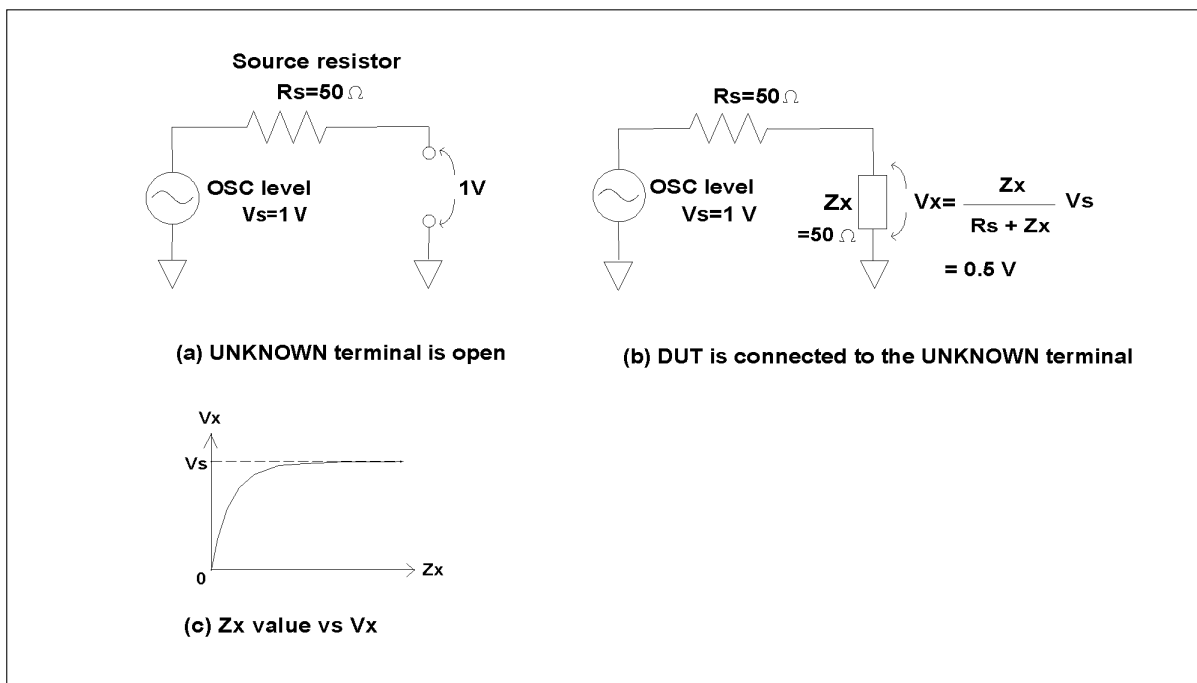 Source resistor
Rs=50 Ω
OSC level
Vs=1 V
1V
(a) UNKNOWN terminal is open
Rs=50 Ω
OSC level
Vs=1 V
Zx
=50 Ω
Vx= Zx / Rs + Zx Vs
= 0.5 V
(b) DUT is connected to the UNKNOWN terminal
Vx
Vs
0
Zx
(c) Zx value vs Vx